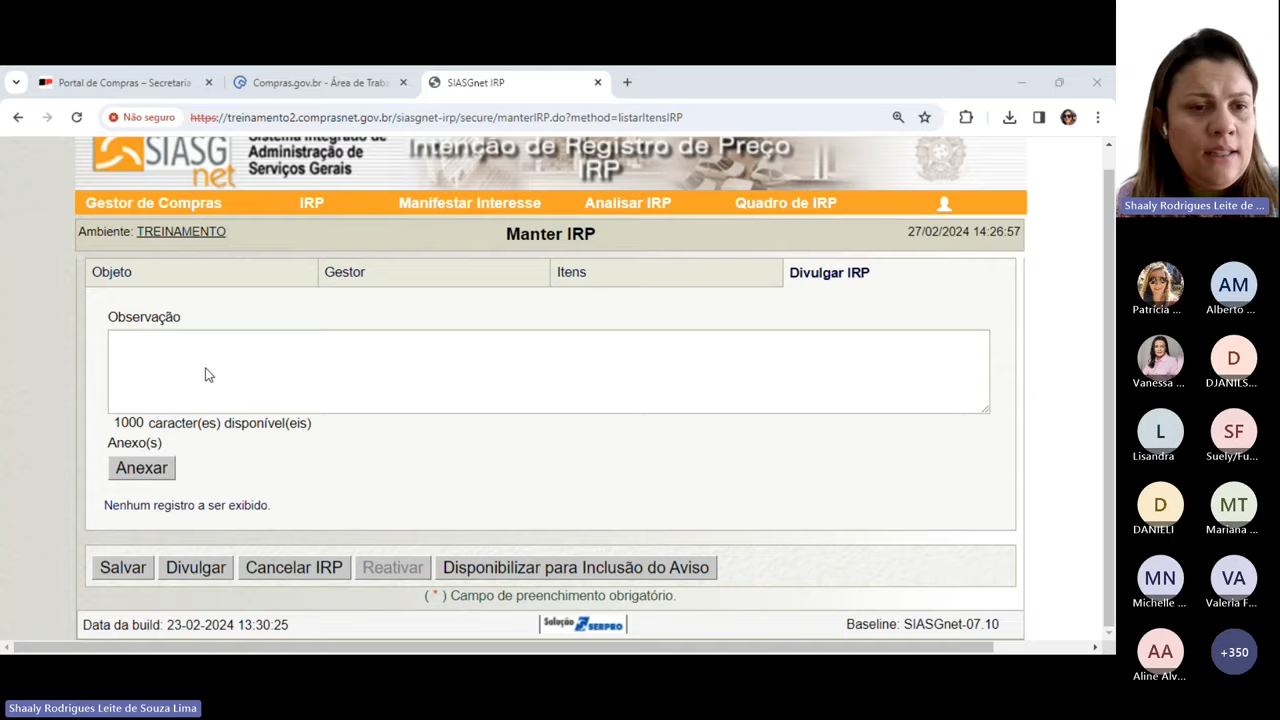 Portal de Compras – Secretaria
Compras.gov.br - Área de Trab
SIASGnet IRP
Não seguro
https://treinamento2.comprasnet.gov.br/siasgnet-irp/secure/manterIRP.do?method=listarItensIRP
SIASG
net
Sistema Integrado de
Administração de
Serviços Gerais
Intenção de Registro de Preço
IRP
Gestor de Compras
IRP
Manifestar Interesse
Analisar IRP
Quadro de IRP
Ambiente: TREINAMENTO
Manter IRP
27/02/2024 14:26:57
Objeto
Gestor
Itens
Divulgar IRP
Observação
1000 caracter(es) disponível(eis)
Anexo(s)
Anexar
Nenhum registro a ser exibido.
Salvar
Divulgar
Cancelar IRP
Reativar
Disponibilizar para Inclusão do Aviso
( * ) Campo de preenchimento obrigatório.
Data da build: 23-02-2024 13:30:25
Solução
SERPRO
Baseline: SIASGnet-07.10
Shaaly Rodrigues Leite de ...
Patrícia ...
AM
Alberto ...
Vanessa ...
D
DJANILS...
L
Lisandra
SF
Suely/Fu...
D
DANIELI
MT
Mariana ...
MN
Michelle ...
VA
Valeria F...
AA
Aline Alv...
+350
Shaaly Rodrigues Leite de Souza Lima